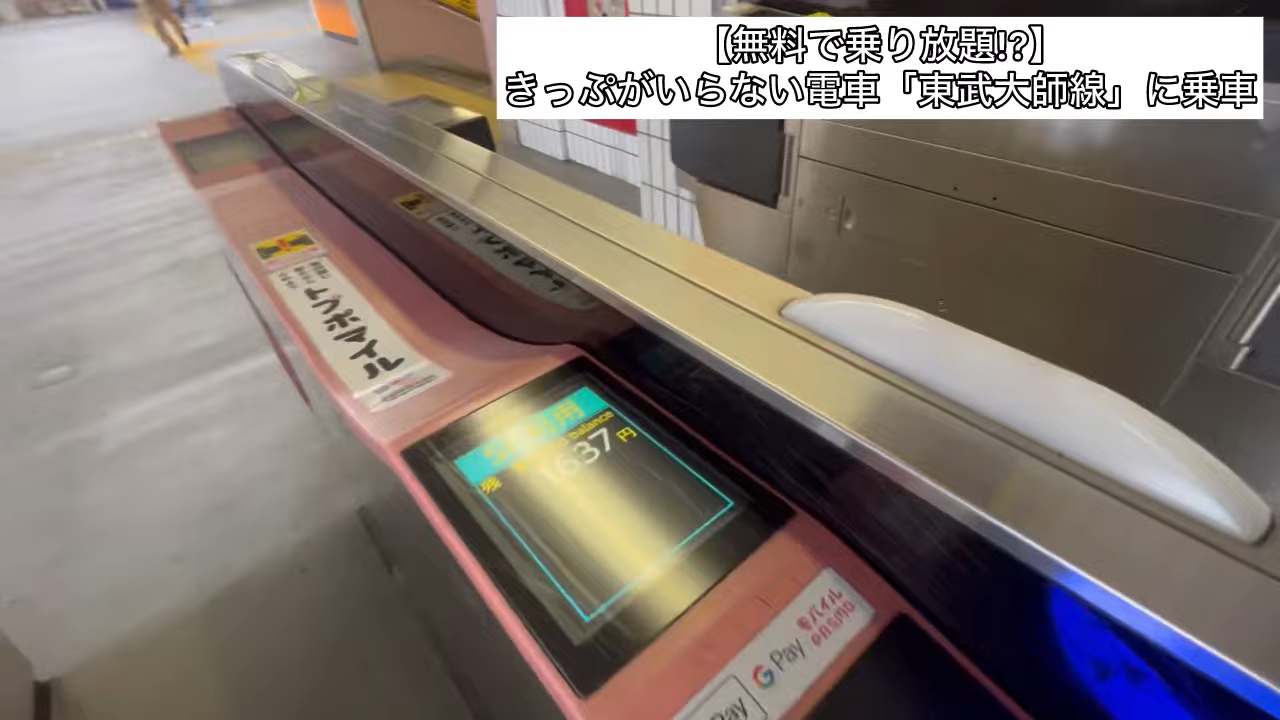 【無料で乗り放題!?】
きっぷがいらない電車「東武大師線」に乗車
トブポマイル
balance
残
1637円
モバイル
PASMO
G Pay
Pay